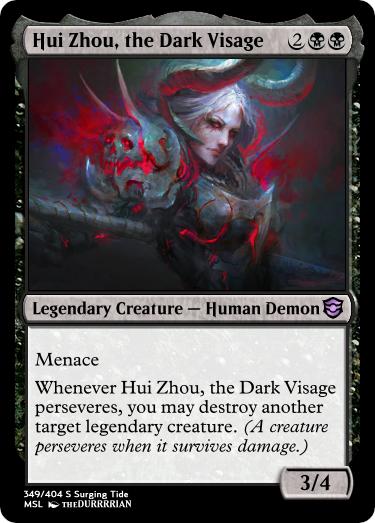 Hui Zhou, the Dark Visage 2
Legendary Creature — Human Demon
Menace
Whenever Hui Zhou, the Dark Visage
perseveres, you may destroy another
target legendary creature. (A creature
perseveres when it survives damage.)
3/4
349/404 S Surging Tide
MSL theDURRRRIAN